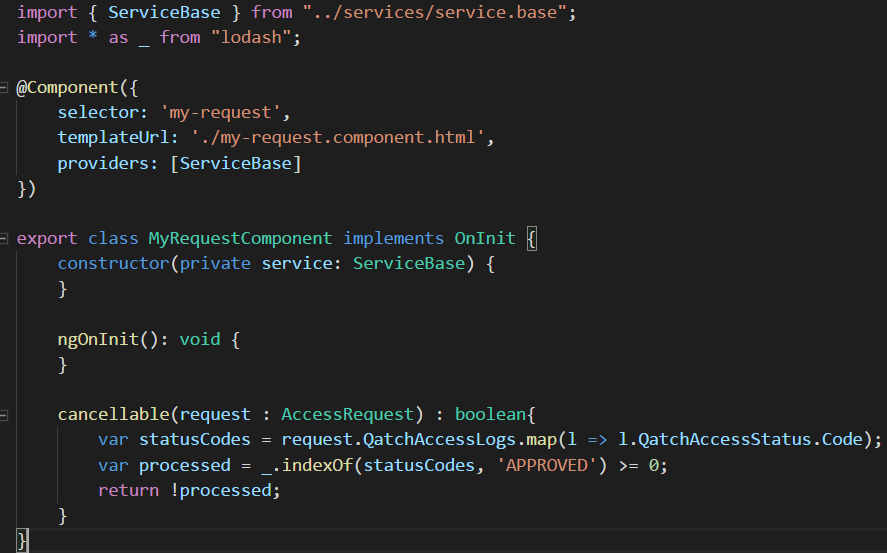 import { ServiceBase } from "../services/service.base";
import * as _ from "lodash";
@Component({
selector: 'my-request',
templateUrl: './my-request.component.html',
providers: [ServiceBase]
})
export class MyRequestComponent implements OnInit {
constructor(private service: ServiceBase) {
}
ngOnInit(): void {
}
cancellable(request : AccessRequest) : boolean{
var statusCodes = request.QatchAccessLogs.map(l => l.QatchAccessStatus.Code);
var processed = _.indexOf(statusCodes, 'APPROVED') >= 0;
return !processed;
}
}